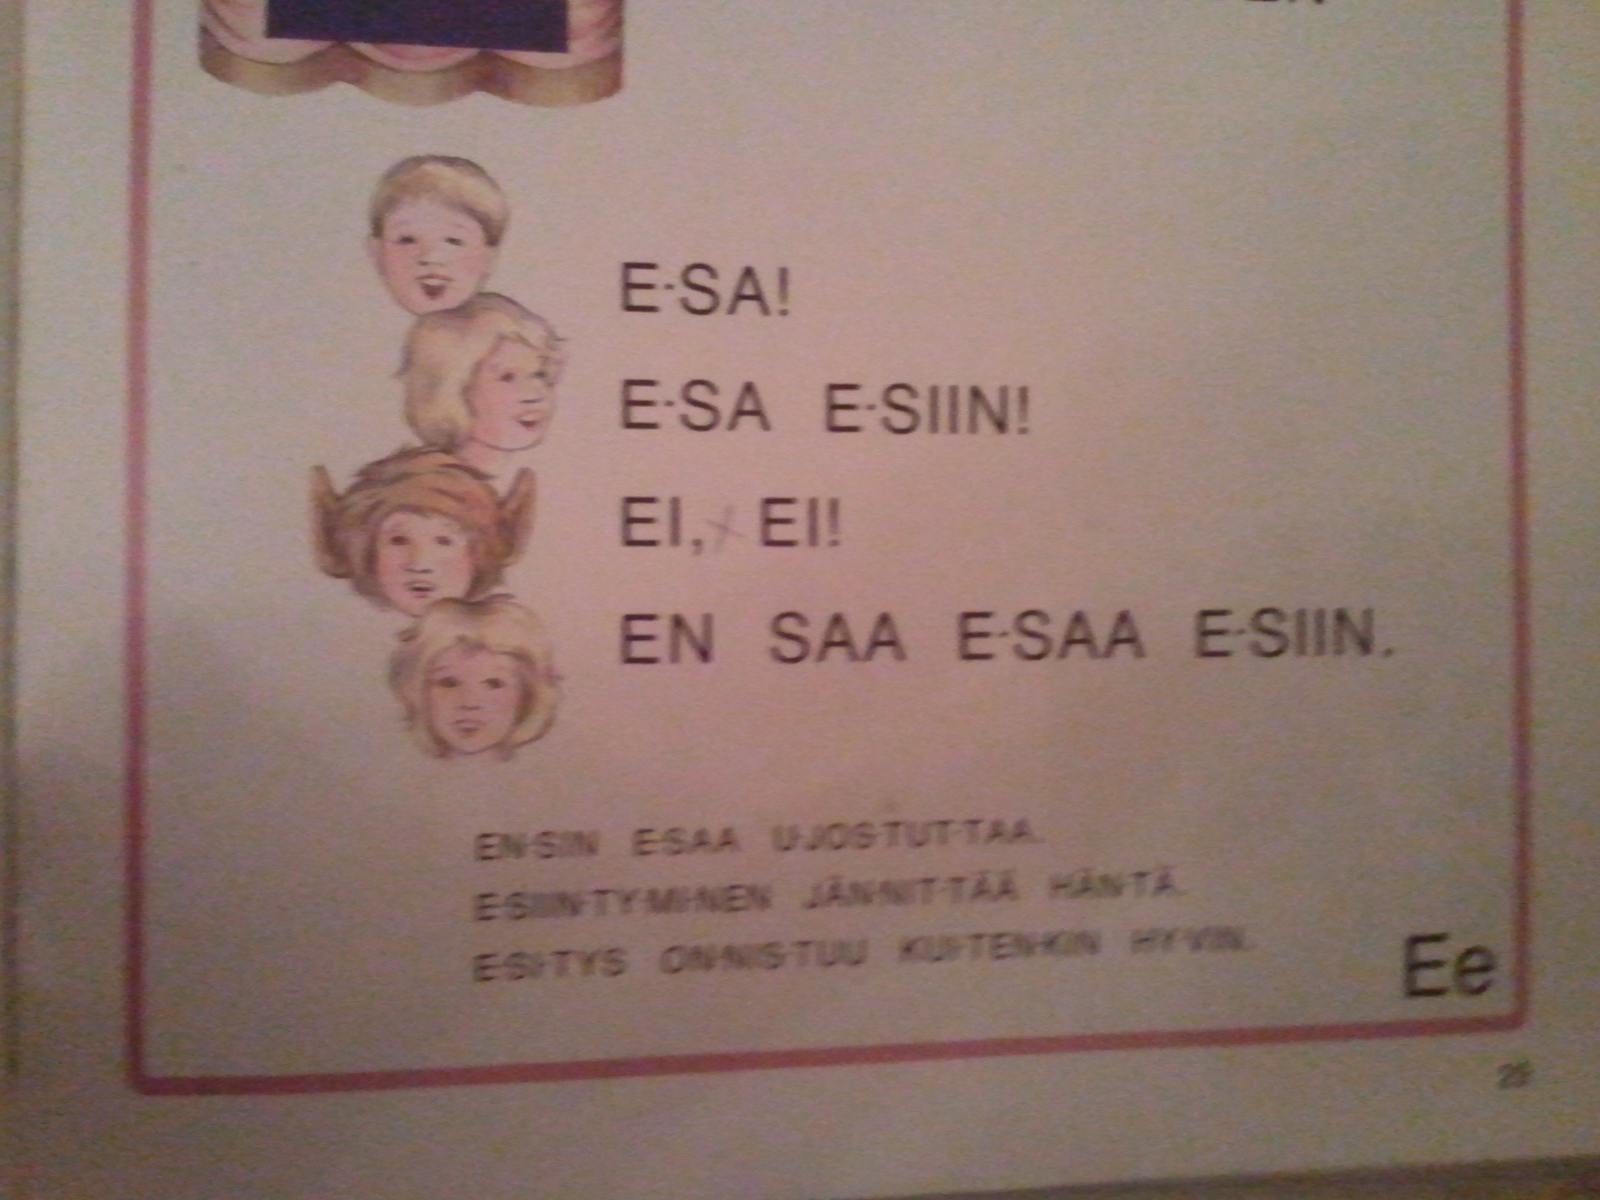 E-SA!
E-SA E-SIIN!
EI, EI!
EN SAA E-SAA E-SIIN.
EN-SIN E-SAA U-JOS-TUT-TAA.
E-SIIN-TY-MI-NEN JÄN-NIT-TÄÄ HÄN-TÄ.
E-SI-TYS ON-NIS-TUU KUI-TEN-KIN HY-VIN.
Ee